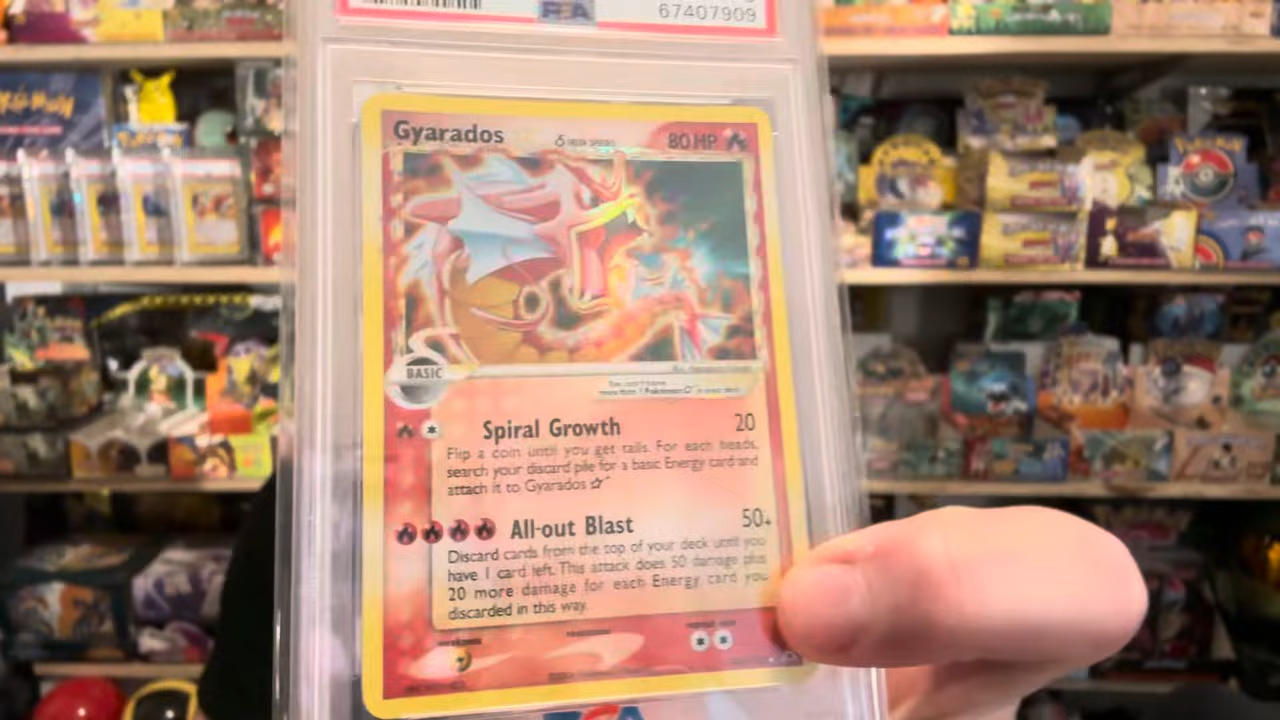 PSA
67407909
Gyarados
δ DELTA SPECIES
80 HP
BASIC
Spiral Growth 20
Flip a coin until you get tails. For each heads,
search your discard pile for a basic Energy card and
attach it to Gyarados ☆
All-out Blast 50+
Discard cards from the top of your deck until you
have 1 card left. This attack does 50 damage plus
20 more damage for each Energy card you
discarded in this way.